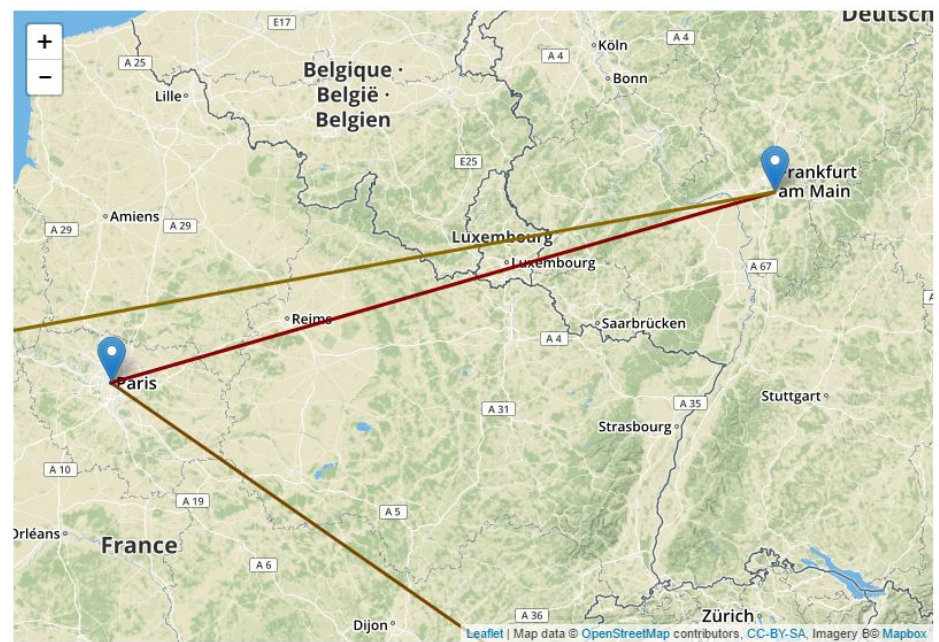 Deutsch
+
−
E17
A 4
Köln
A 4
A 25
Belgique ·
België ·
Belgien
Bonn
Lille
E25
Frankfurt
am Main
Amiens
A 29
A 29
Luxembourg
Luxembourg
A 67
A
Reims
Saarbrücken
A 4
Paris
Stuttgart
A 31
A 35
Strasbourg
A 10
A 19
A 5
Orléans
France
A 6
A 36
Zürich
Dijon
Leaflet | Map data © OpenStreetMap contributors, CC-BY-SA, Imagery В© Mapbox